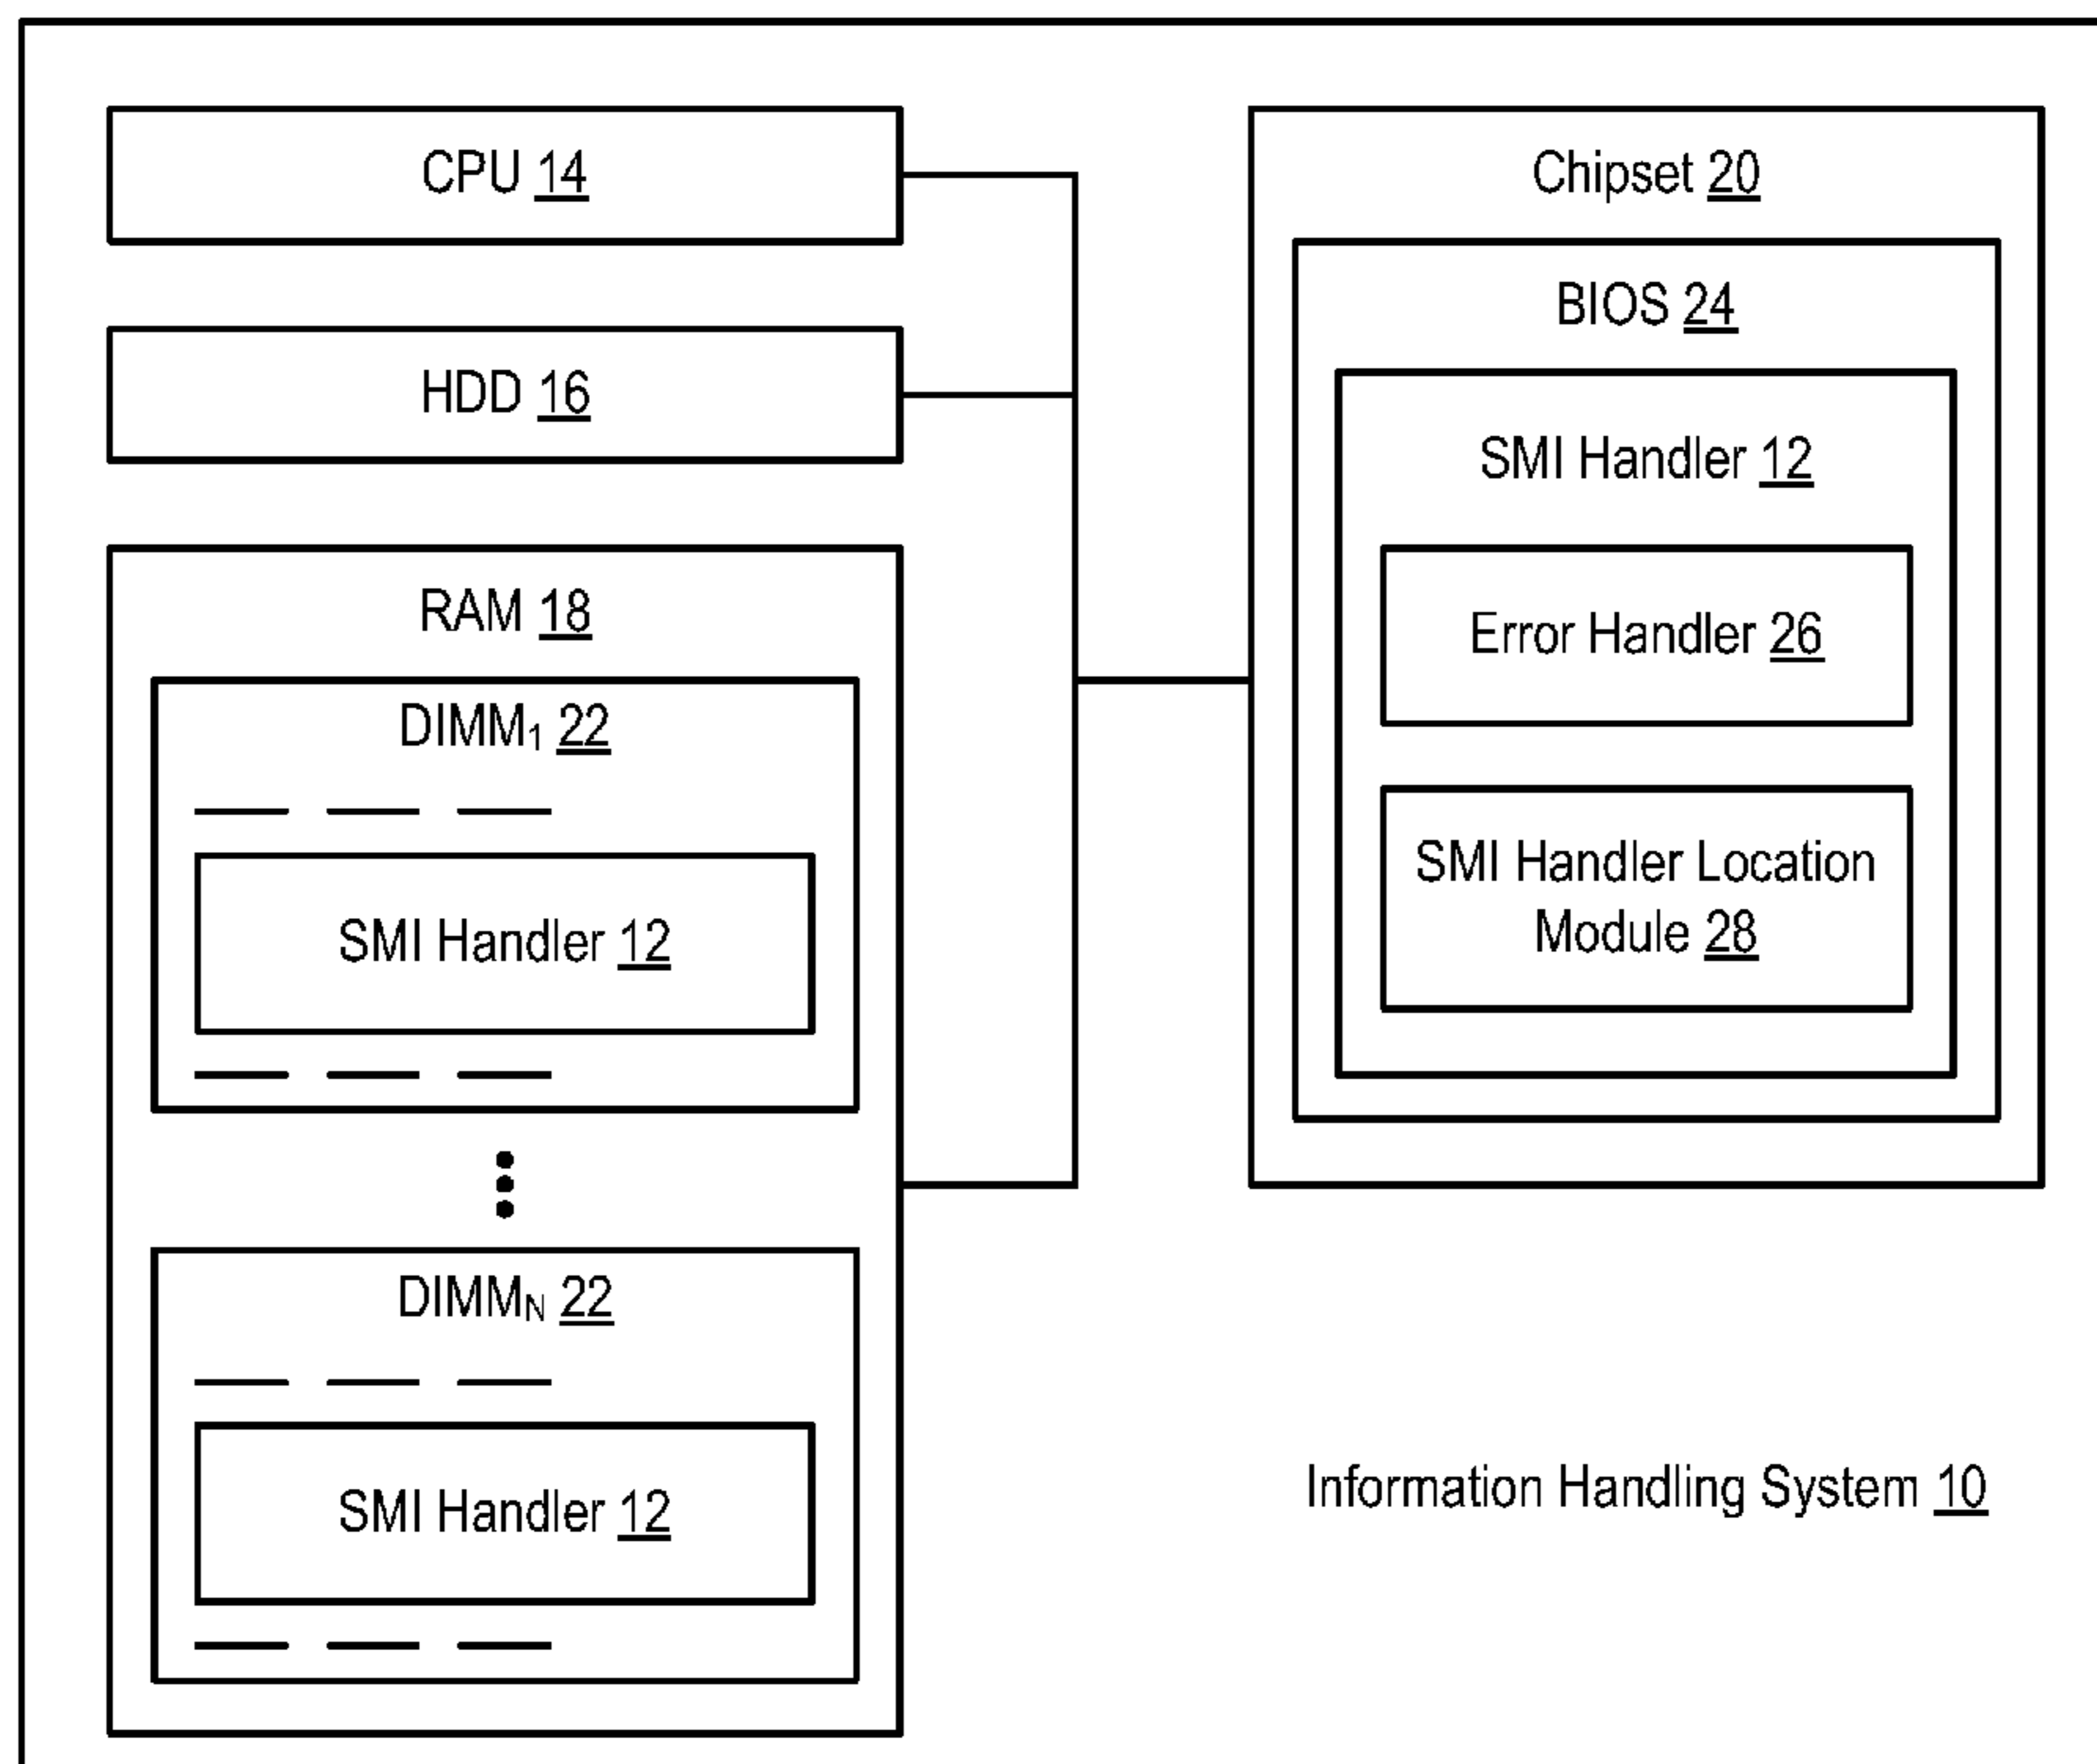 CPU 14
HDD 16
RAM 18
DIMM₁ 22
SMI Handler 12
DIMMN 22
SMI Handler 12
Chipset 20
BIOS 24
SMI Handler 12
Error Handler 26
SMI Handler Location
Module 28
Information Handling System 10